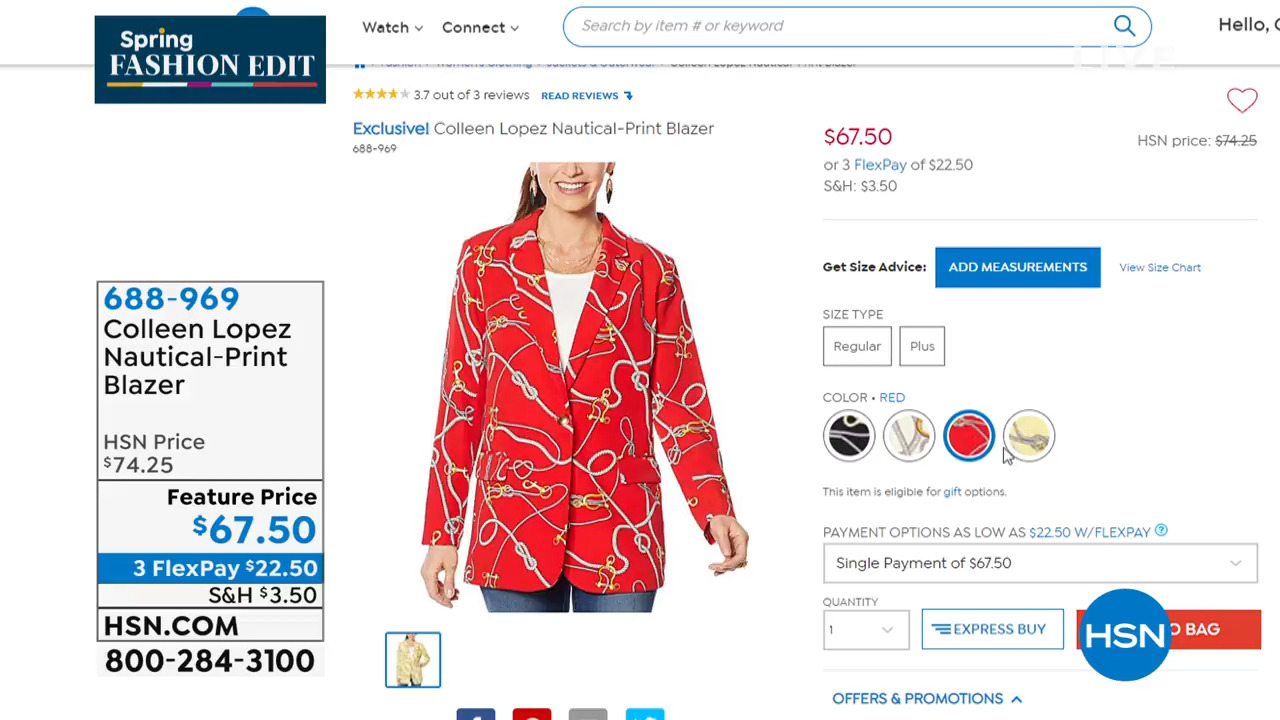 Spring
FASHION EDIT
Watch
Connect
Search by item # or keyword
Hello,
LIVE
3.7 out of 3 reviews
READ REVIEWS
Exclusive! Colleen Lopez Nautical-Print Blazer
688-969
$67.50
HSN price: $74.25
or 3 FlexPay of $22.50
S&H: $3.50
Get Size Advice:
ADD MEASUREMENTS
View Size Chart
SIZE TYPE
Regular
Plus
COLOR • RED
This item is eligible for gift options.
PAYMENT OPTIONS AS LOW AS $22.50 W/FLEXPAY
Single Payment of $67.50
QUANTITY
1
EXPRESS BUY
BAG
HSN
OFFERS & PROMOTIONS
688-969
Colleen Lopez
Nautical-Print
Blazer
HSN Price
$74.25
Feature Price
$67.50
3 FlexPay $22.50
S&H $3.50
HSN.COM
800-284-3100